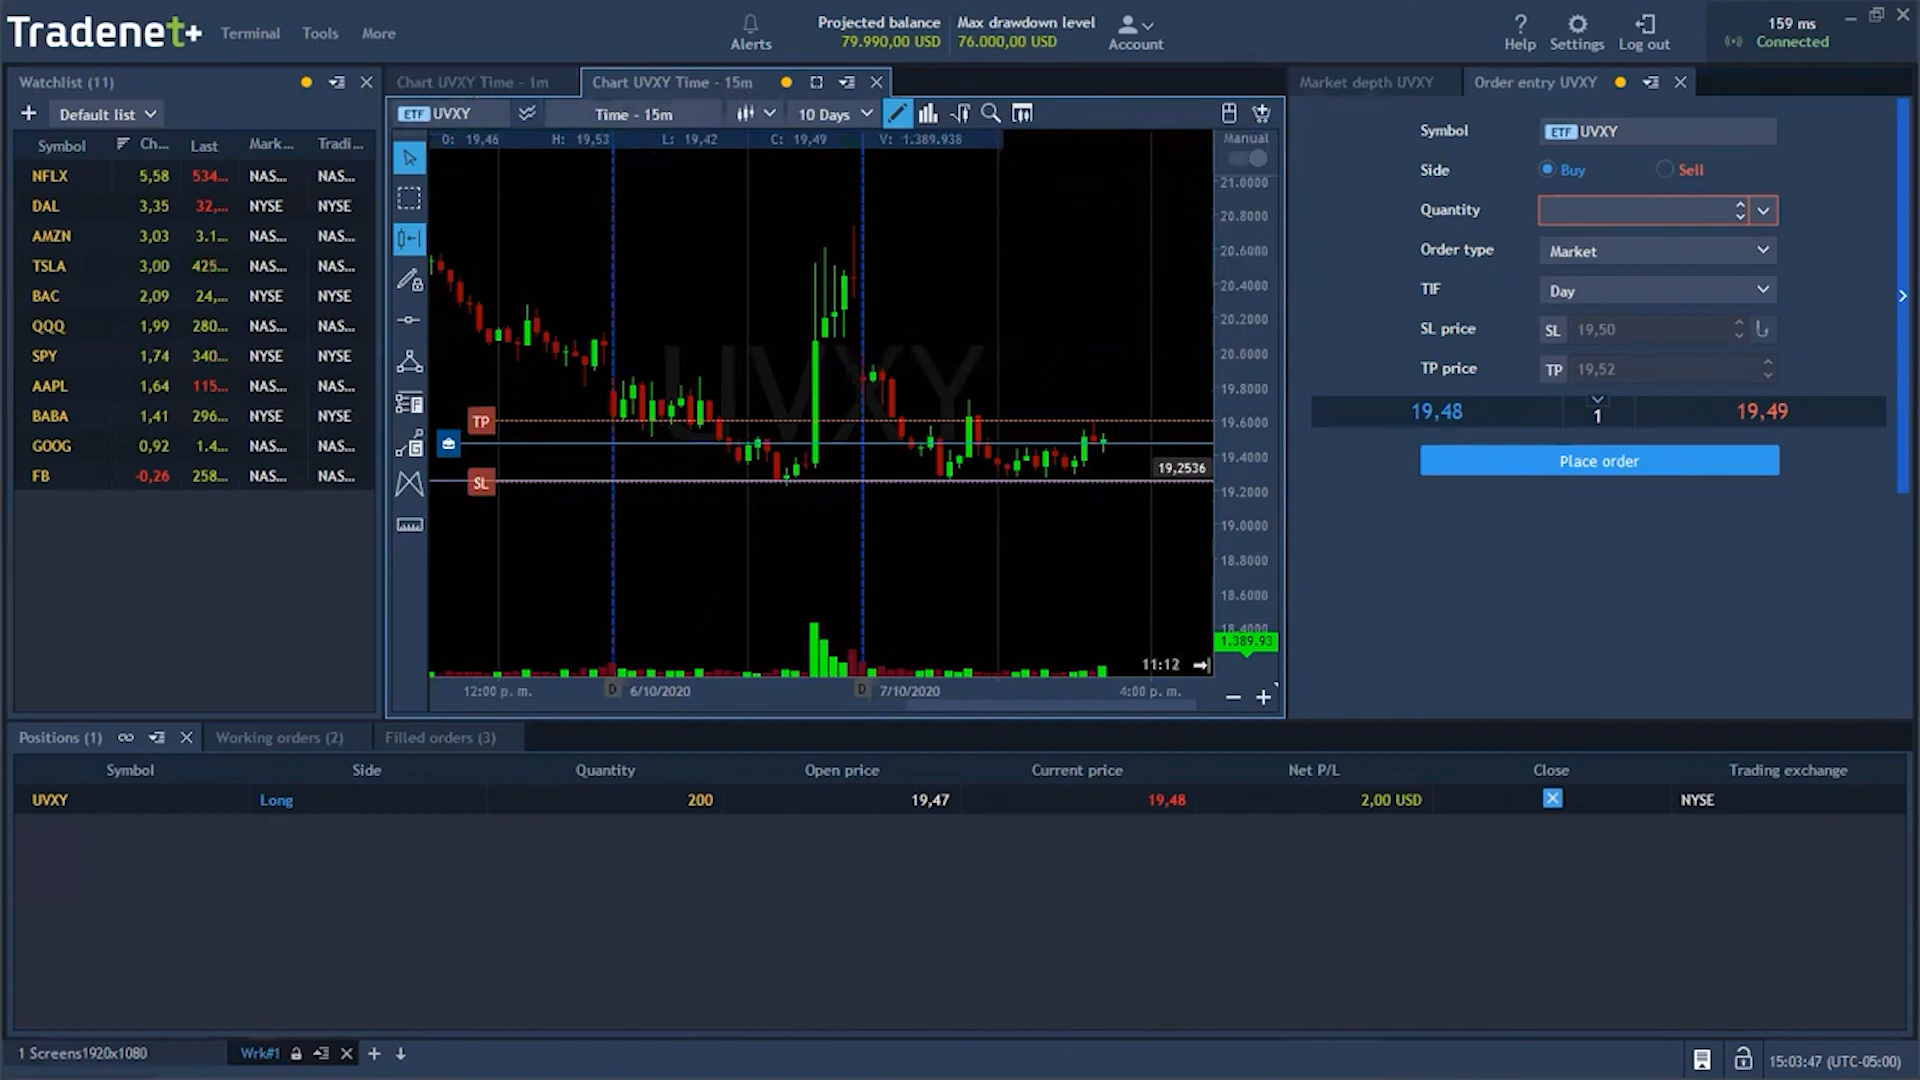 Tradenet+ Terminal Tools More
Alerts
Projected balance
79.990,00 USD
Max drawdown level
76.000,00 USD
Account
Help Settings Log out
159 ms
Connected
Watchlist (11)
Default list
Symbol Ch... Last Mark... Tradi...
NFLX 5,58 534... NAS... NAS...
DAL 3,35 32,... NYSE NYSE
AMZN 3,03 3.1... NAS... NAS...
TSLA 3,00 425... NAS... NAS...
BAC 2,09 24,... NYSE NYSE
QQQ 1,99 280... NAS... NAS...
SPY 1,74 340... NYSE NYSE
AAPL 1,64 115... NAS... NAS...
BABA 1,41 296... NYSE NYSE
GOOG 0,92 1.4... NAS... NAS...
FB -0,26 258... NAS... NAS...
Chart UVXY Time - 1m Chart UVXY Time - 15m
ETF UVXY Time - 15m 10 Days
O: 19,46 H: 19,53 L: 19,42 C: 19,49 V: 1.389.938
Manual
21.0000
20.8000
20.6000
20.4000
20.2000
20.0000
19.8000
19.6000
19.4000
19.2000
19.0000
18.8000
18.6000
18.4000
1.389.93
UVXY
TP
SL
19,2536
11:12
12:00 p. m. D 6/10/2020 D 7/10/2020 4:00 p. m.
Market depth UVXY Order entry UVXY
Symbol ETF UVXY
Side Buy Sell
Quantity
Order type Market
TIF Day
SL price SL 19,50
TP price TP 19,52
19,48 1 19,49
Place order
Positions (1) Working orders (2) Filled orders (3)
Symbol Side Quantity Open price Current price Net P/L Close Trading exchange
UVXY Long 200 19,47 19,48 2,00 USD NYSE
1 Screens1920x1080 Wrk#1
15:03:47 (UTC-05:00)